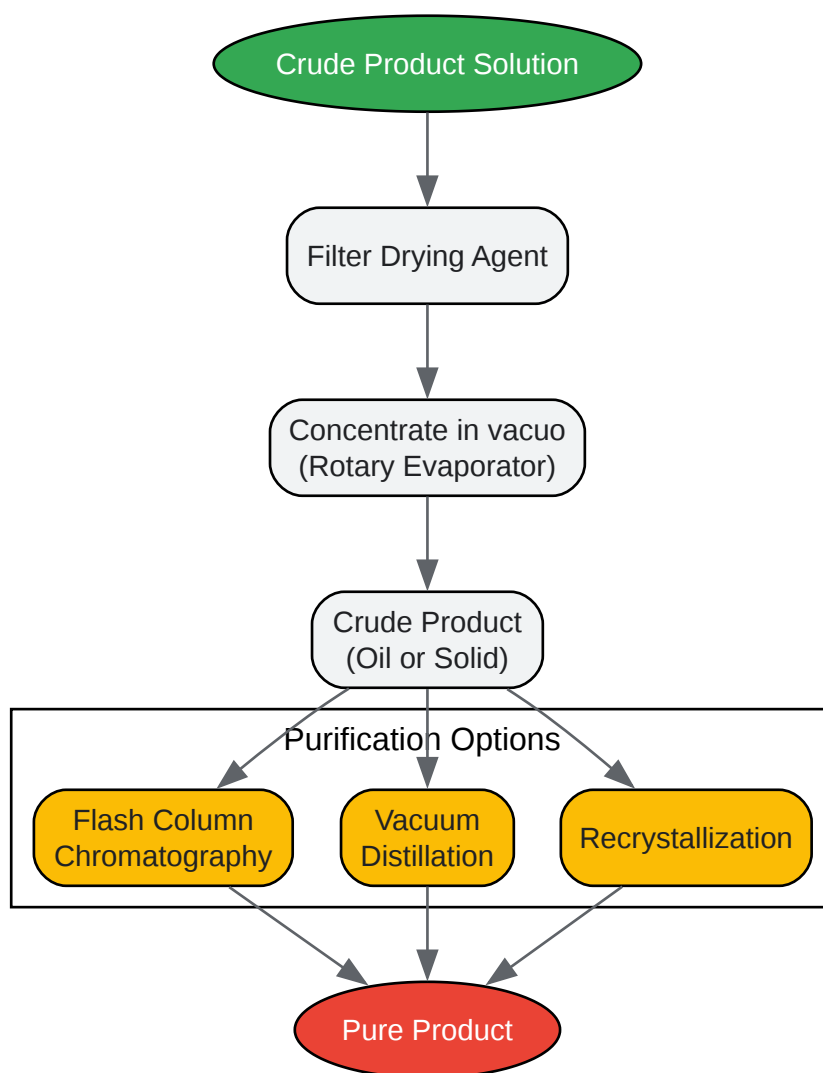 Crude Product Solution
Filter Drying Agent
Concentrate in vacuo
(Rotary Evaporator)
Crude Product
(Oil or Solid)
Purification Options
Flash Column
Chromatography
Vacuum
Distillation
Recrystallization
Pure Product